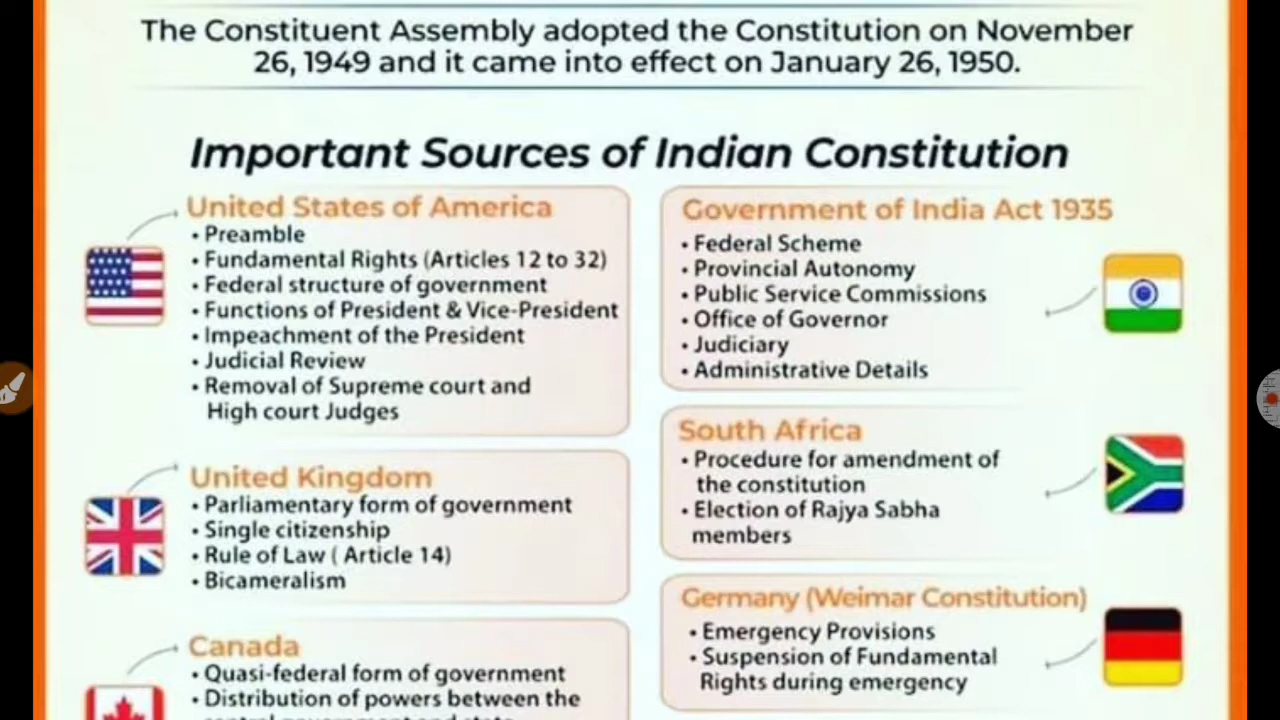 The Constituent Assembly adopted the Constitution on November
26, 1949 and it came into effect on January 26, 1950.
Important Sources of Indian Constitution
United States of America
• Preamble
• Fundamental Rights (Articles 12 to 32)
• Federal structure of government
• Functions of President & Vice-President
• Impeachment of the President
• Judicial Review
• Removal of Supreme court and
High court Judges
United Kingdom
• Parliamentary form of government
• Single citizenship
• Rule of Law ( Article 14)
• Bicameralism
Canada
• Quasi-federal form of government
• Distribution of powers between the
Government of India Act 1935
• Federal Scheme
• Provincial Autonomy
• Public Service Commissions
• Office of Governor
• Judiciary
• Administrative Details
South Africa
• Procedure for amendment of
the constitution
• Election of Rajya Sabha
members
Germany (Weimar Constitution)
• Emergency Provisions
• Suspension of Fundamental
Rights during emergency